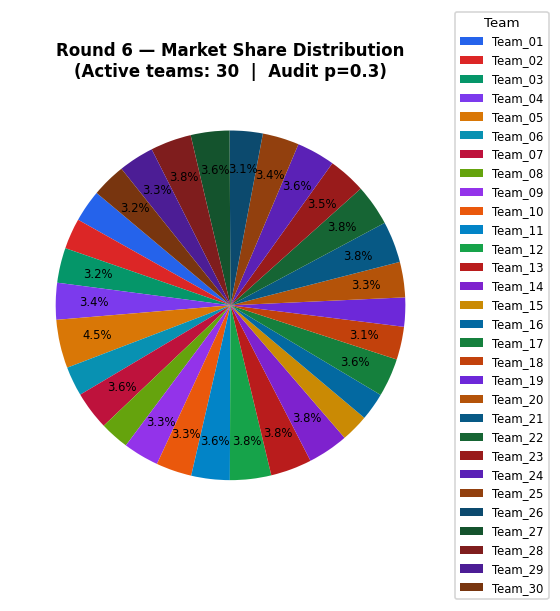 Round 6 — Market Share Distribution
(Active teams: 30  |  Audit p=0.3)
3.2%
3.4%
4.5%
3.6%
3.3%
3.3%
3.6%
3.8%
3.8%
3.8%
3.6%
3.1%
3.3%
3.8%
3.8%
3.5%
3.6%
3.4%
3.1%
3.6%
3.8%
3.3%
3.2%
Team
Team_01
Team_02
Team_03
Team_04
Team_05
Team_06
Team_07
Team_08
Team_09
Team_10
Team_11
Team_12
Team_13
Team_14
Team_15
Team_16
Team_17
Team_18
Team_19
Team_20
Team_21
Team_22
Team_23
Team_24
Team_25
Team_26
Team_27
Team_28
Team_29
Team_30